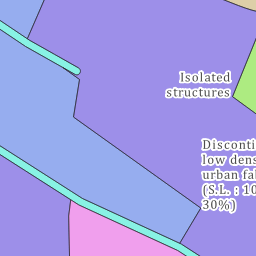 Isolated
structures
Disconti
low dens
urban fa
(S.L. : 10
30%)